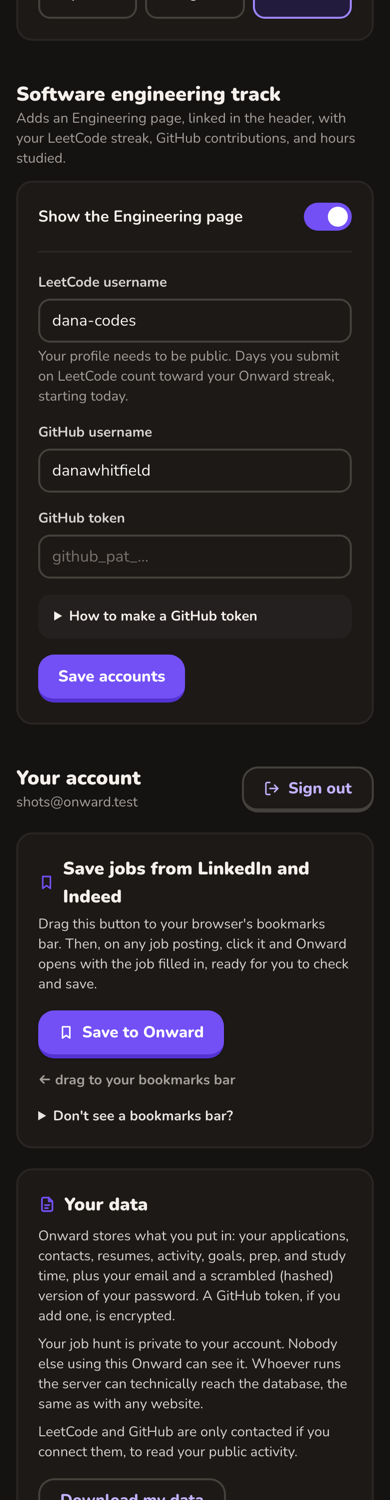 Software engineering track
Adds an Engineering page, linked in the header, with
your LeetCode streak, GitHub contributions, and hours
studied.
Show the Engineering page
LeetCode username
dana-codes
Your profile needs to be public. Days you submit
on LeetCode count toward your Onward streak,
starting today.
GitHub username
danawhitfield
GitHub token
github_pat_...
▶ How to make a GitHub token
Save accounts
Your account
shots@onward.test
Sign out
Save jobs from LinkedIn and
Indeed
Drag this button to your browser's bookmarks
bar. Then, on any job posting, click it and Onward
opens with the job filled in, ready for you to check
and save.
Save to Onward
← drag to your bookmarks bar
▶ Don't see a bookmarks bar?
Your data
Onward stores what you put in: your applications,
contacts, resumes, activity, goals, prep, and study
time, plus your email and a scrambled (hashed)
version of your password. A GitHub token, if you
add one, is encrypted.
Your job hunt is private to your account. Nobody
else using this Onward can see it. Whoever runs
the server can technically reach the database, the
same as with any website.
LeetCode and GitHub are only contacted if you
connect them, to read your public activity.
Download my data